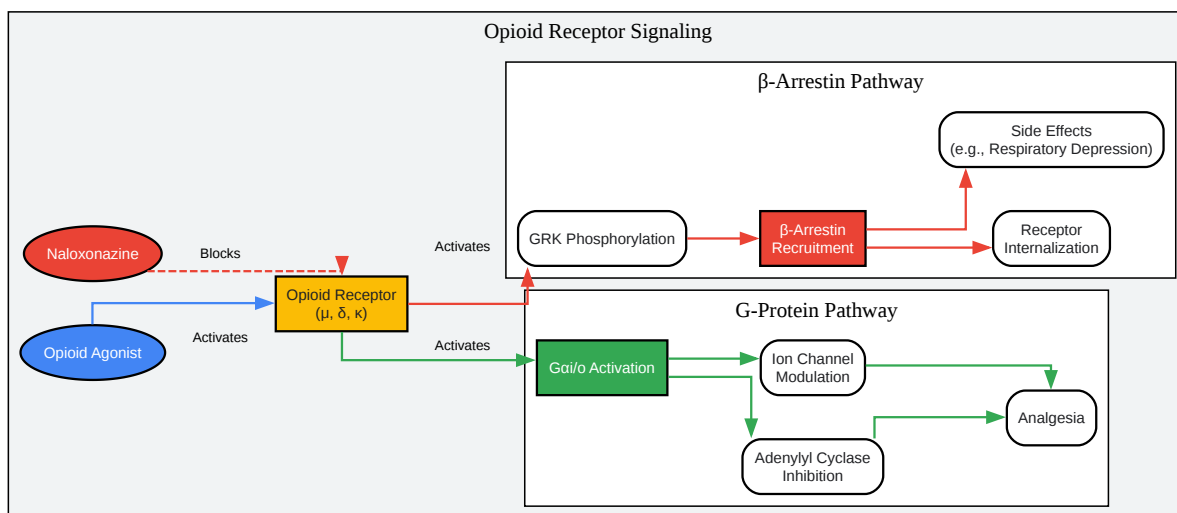 Opioid Receptor Signaling
β-Arrestin Pathway
Side Effects
(e.g., Respiratory Depression)
GRK Phosphorylation
β-Arrestin
Recruitment
Receptor
Internalization
Naloxonazine
Blocks
Activates
Opioid Receptor
(μ, δ, κ)
Opioid Agonist
Activates
Activates
G-Protein Pathway
Gαi/o Activation
Ion Channel
Modulation
Adenylyl Cyclase
Inhibition
Analgesia